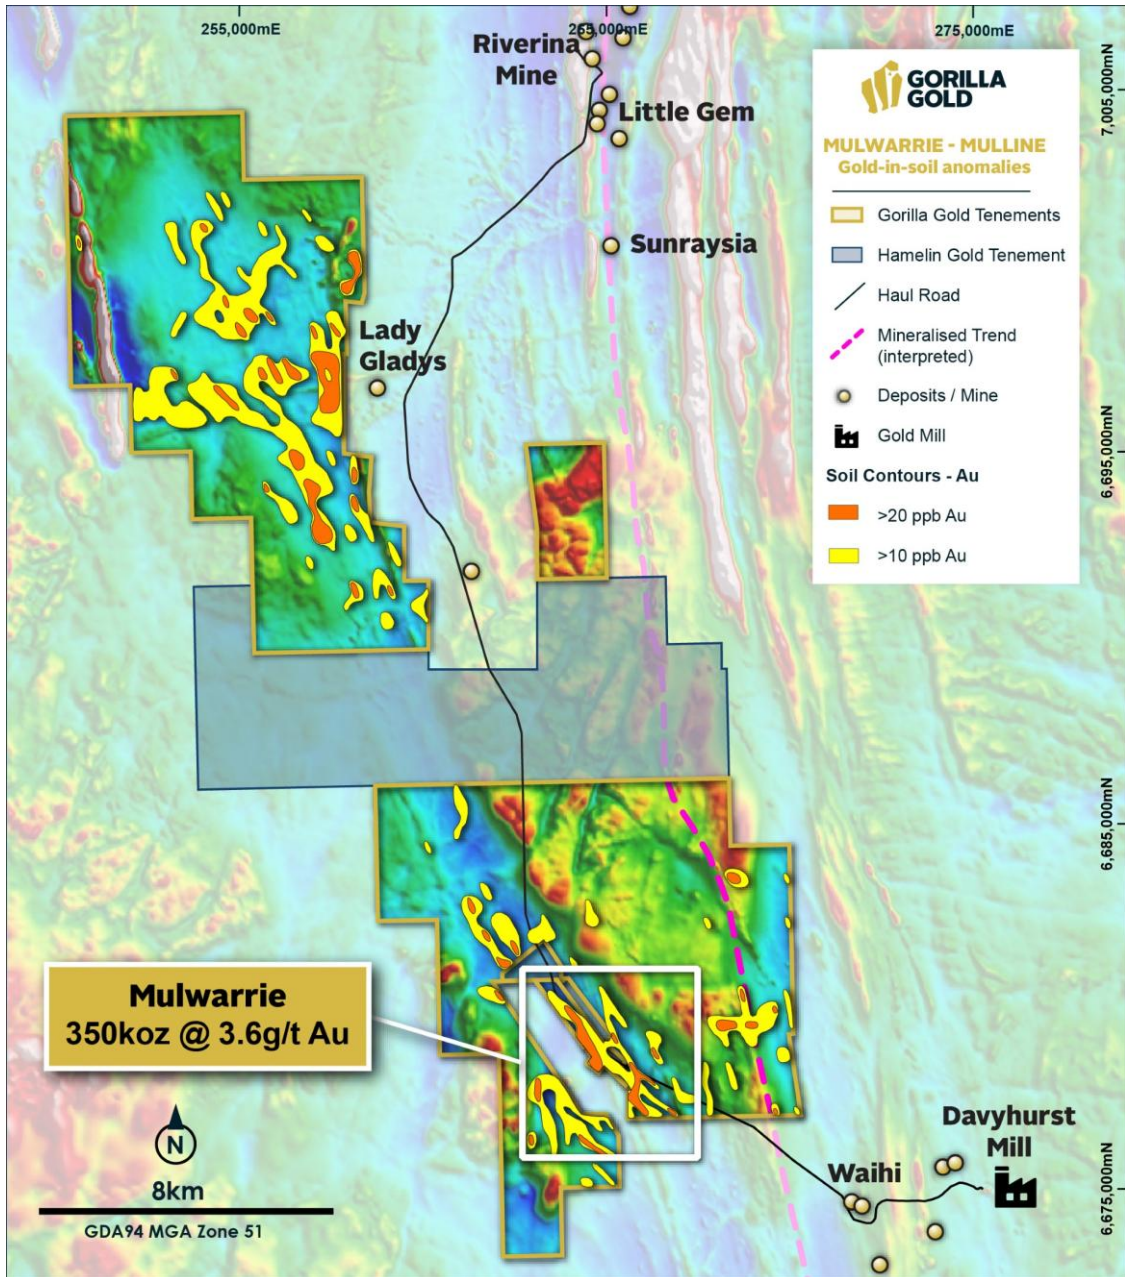 255,000mE
265,000mE
275,000mE
Riverina
Mine
Little Gem
Sunraysia
Lady
Gladys
GORILLA
GOLD
MULWARRIE - MULLINE
Gold-in-soil anomalies
Gorilla Gold Tenements
Hamelin Gold Tenement
Haul Road
Mineralised Trend
(interpreted)
Deposits / Mine
Gold Mill
Soil Contours - Au
>20 ppb Au
>10 ppb Au
7,005,000mN
6,695,000mN
6,685,000mN
6,675,000mN
Mulwarrie
350koz @ 3.6g/t Au
Davyhurst
Mill
Waihi
N
8km
GDA94 MGA Zone 51